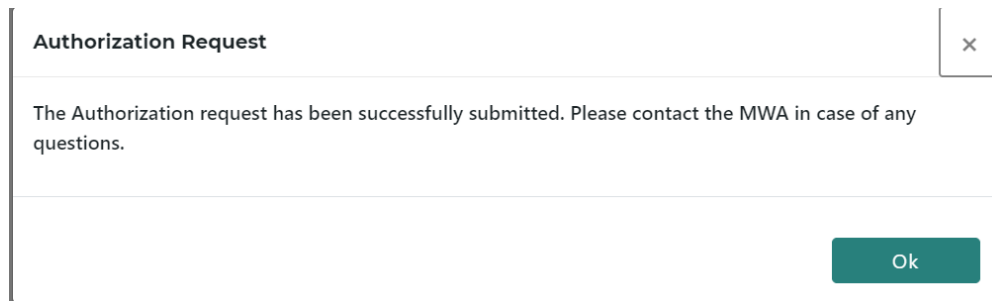 Authorization Request
×
The Authorization request has been successfully submitted. Please contact the MWA in case of any
questions.
Ok